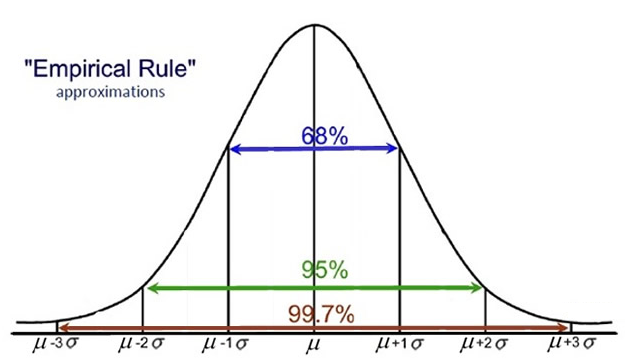 "Empirical Rule"
approximations
68%
95%
99.7%
μ-3σ μ-2σ μ-1σ μ μ+1σ μ+2σ μ+3σ